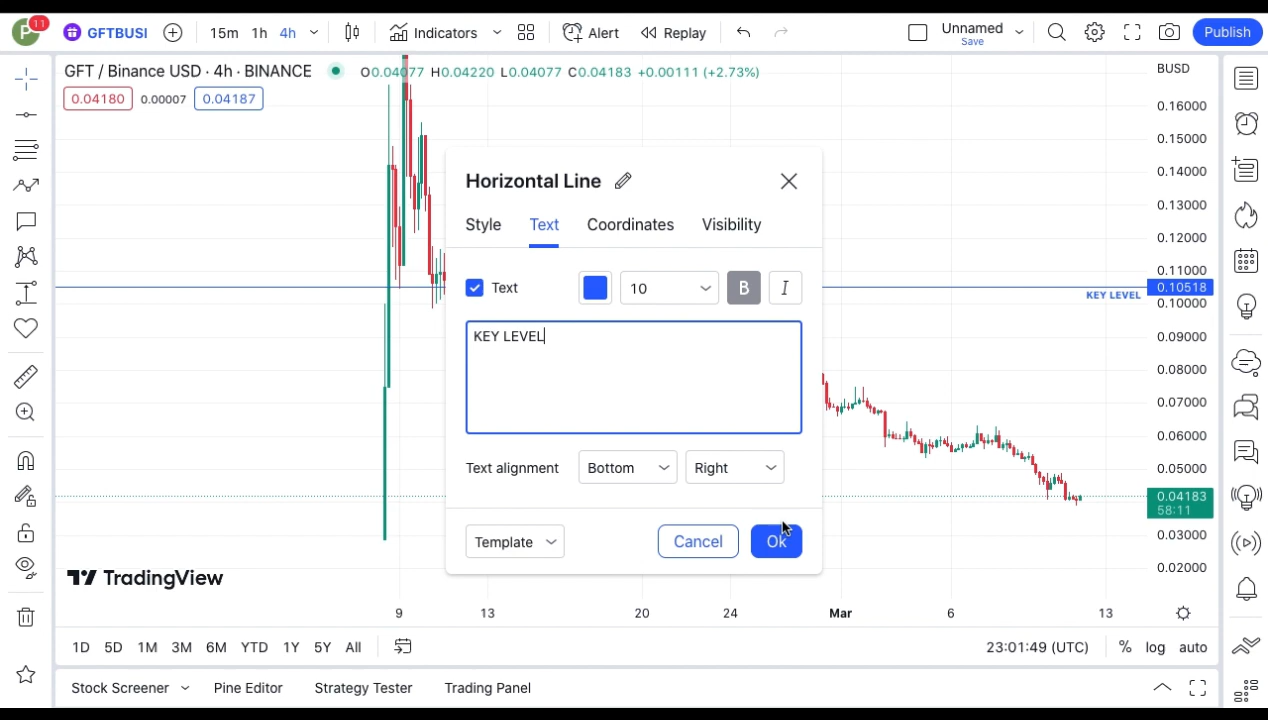 P 11 GFTBUSI 15m 1h 4h Indicators Alert Replay Unnamed Save Publish
GFT / Binance USD · 4h · BINANCE O0.04077 H0.04220 L0.04077 C0.04183 +0.00111 (+2.73%) BUSD
0.04180 0.00007 0.04187
0.16000
0.15000
0.14000
0.13000
0.12000
0.11000
0.10518
KEY LEVEL
0.10000
0.09000
0.08000
0.07000
0.06000
0.05000
0.04183
58:11
0.03000
0.02000
Horizontal Line
Style Text Coordinates Visibility
Text 10 B I
KEY LEVEL
Text alignment Bottom Right
Template Cancel Ok
TradingView
9 13 20 24 Mar 6 13
1D 5D 1M 3M 6M YTD 1Y 5Y All 23:01:49 (UTC) % log auto
Stock Screener Pine Editor Strategy Tester Trading Panel